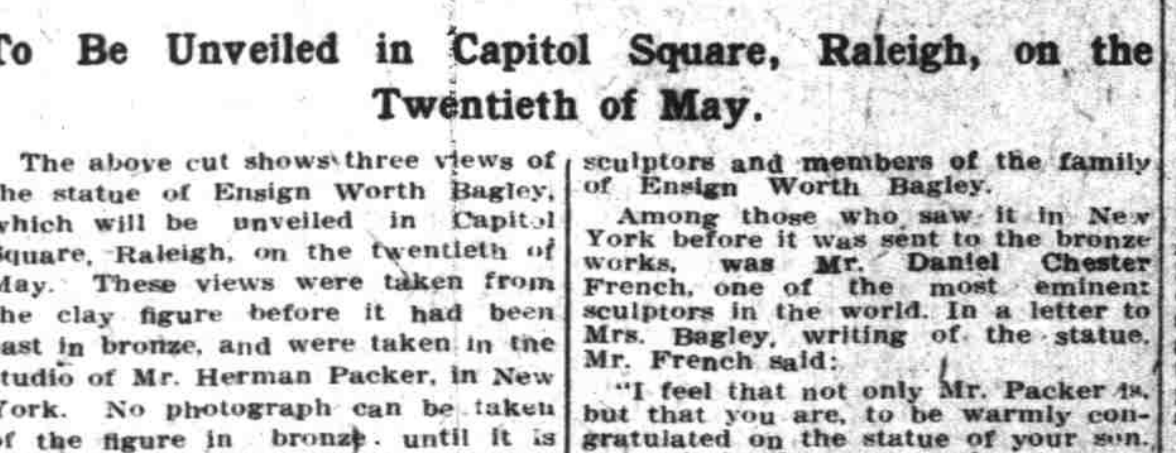 To Be Unveiled in Capitol Square, Raleigh, on the
Twentieth of May.
The above cut shows three views of
the statue of Ensign Worth Bagley,
which will be unveiled in Capitol
Square, Raleigh, on the twentieth of
May. These views were taken from
the clay figure before it had been
cast in bronze, and were taken in the
studio of Mr. Herman Packer, in New
York. No photograph can be taken
of the figure in bronze. until it is
sculptors and members of the family
of Ensign Worth Bagley.
Among those who saw it in New
York before it was sent to the bronze
works, was Mr. Daniel Chester
French, one of the most eminent
sculptors in the world. In a letter to
Mrs. Bagley, writing of the statue,
Mr. French said:
"I feel that not only Mr. Packer is,
but that you are, to be warmly con-
gratulated on the statue of your son.